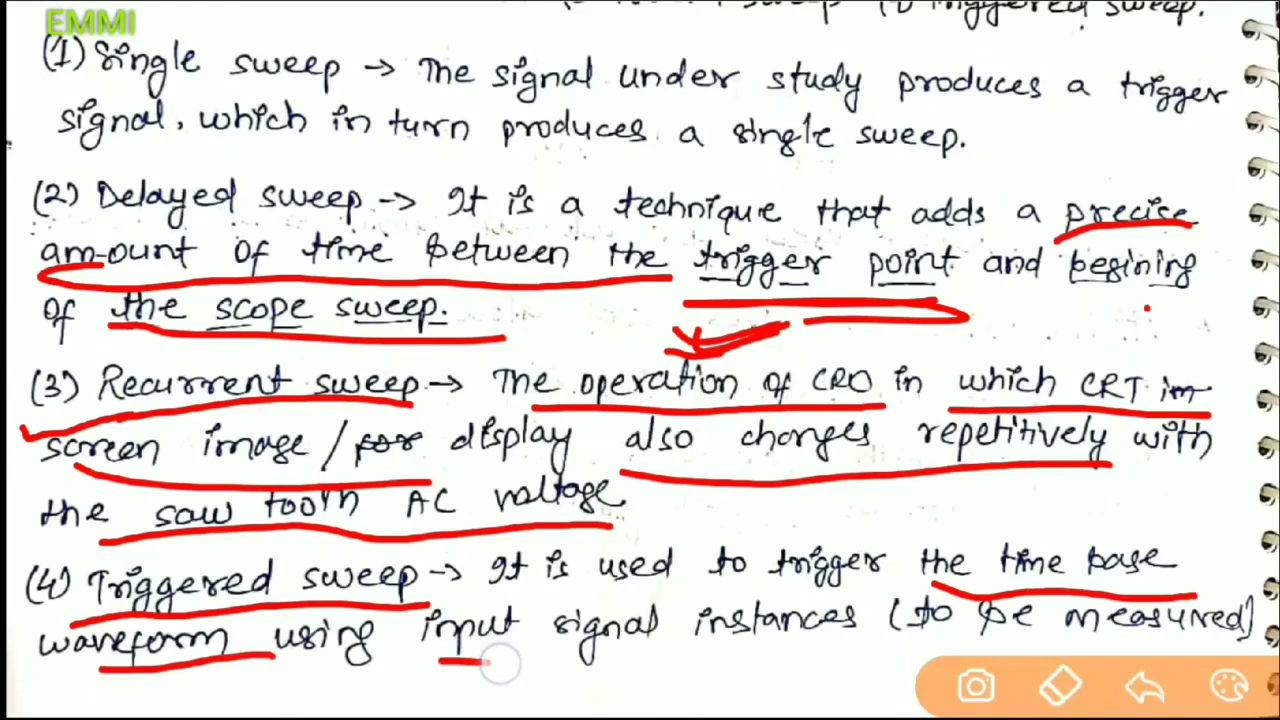 EMMI
sweep (4) Triggered sweep.
(1) Single sweep → The signal under study produces a trigger
signal, which in turn produces a single sweep.
(2) Delayed sweep → It is a technique that adds a precise
amount of time between the trigger point and begining
of the scope sweep.
(3) Recurrent sweep → The operation of CRO in which CRT
screen image / for display also changes repetitively with
the saw tooth AC voltage
(4) Triggered sweep → It is used to trigger the time base
waveform using input signal instances (to be measured)